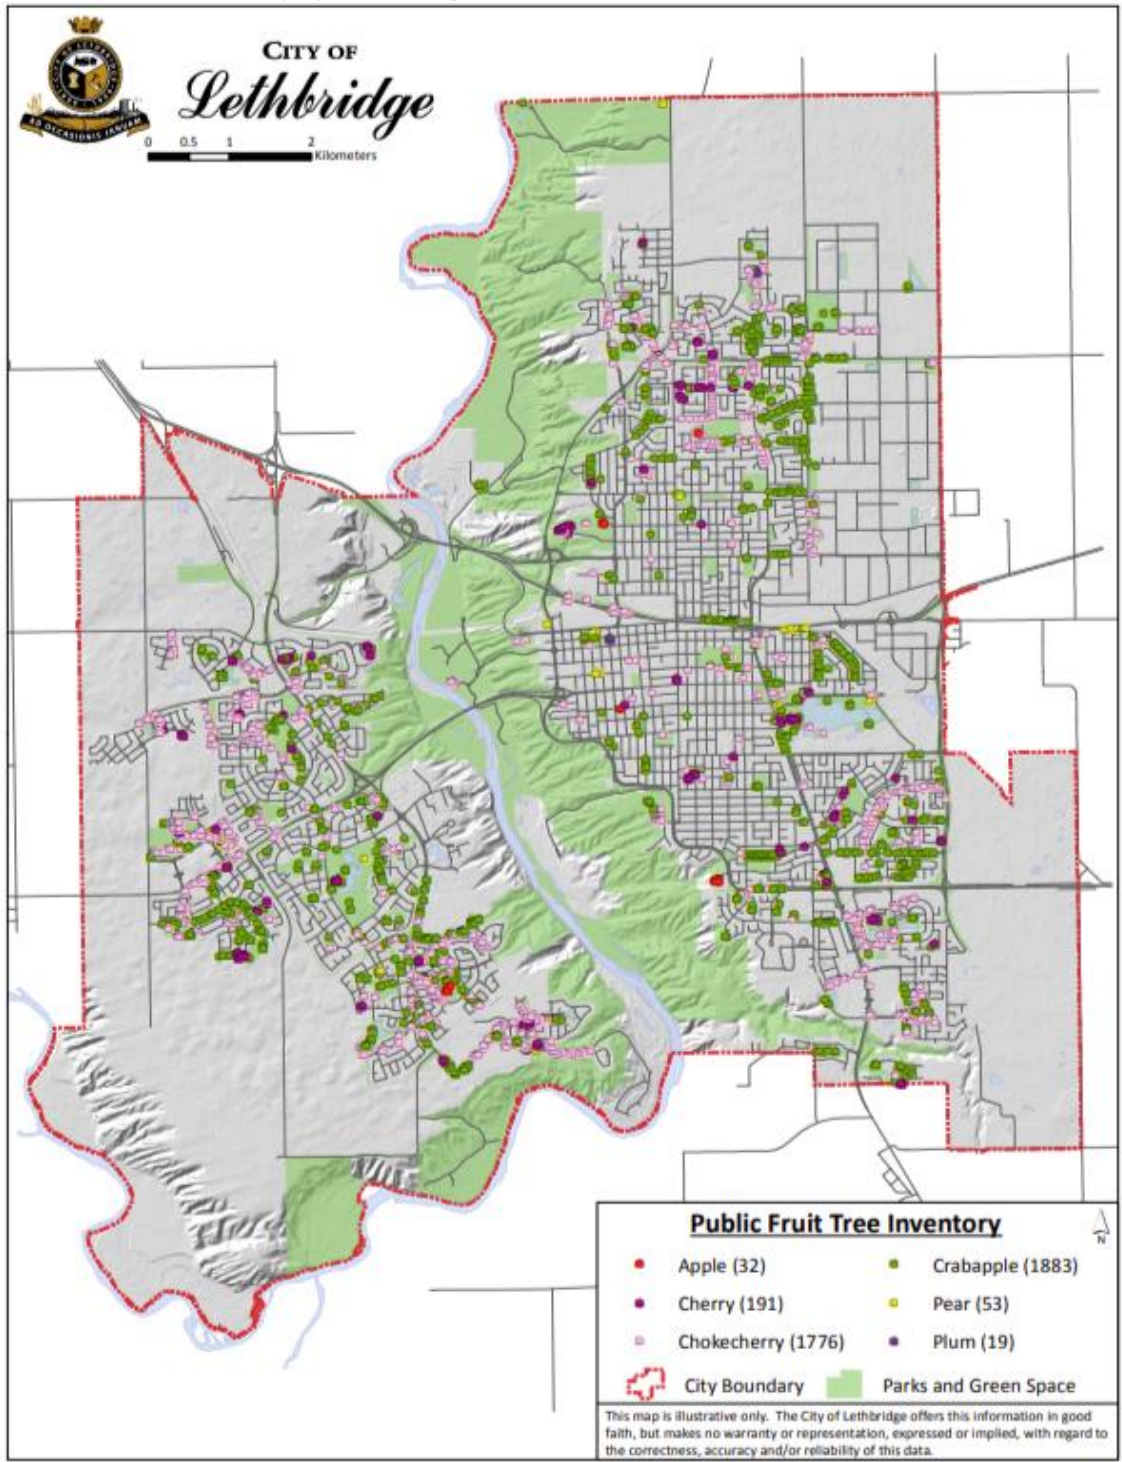 CITY OF
Lethbridge
AD OCCASIONIS JANUAM
0 0.5 1 2
Kilometers
Public Fruit Tree Inventory
N
Apple (32)
Crabapple (1883)
Cherry (191)
Pear (53)
Chokecherry (1776)
Plum (19)
City Boundary
Parks and Green Space
This map is illustrative only. The City of Lethbridge offers this information in good
faith, but makes no warranty or representation, expressed or implied, with regard to
the correctness, accuracy and/or reliability of this data.